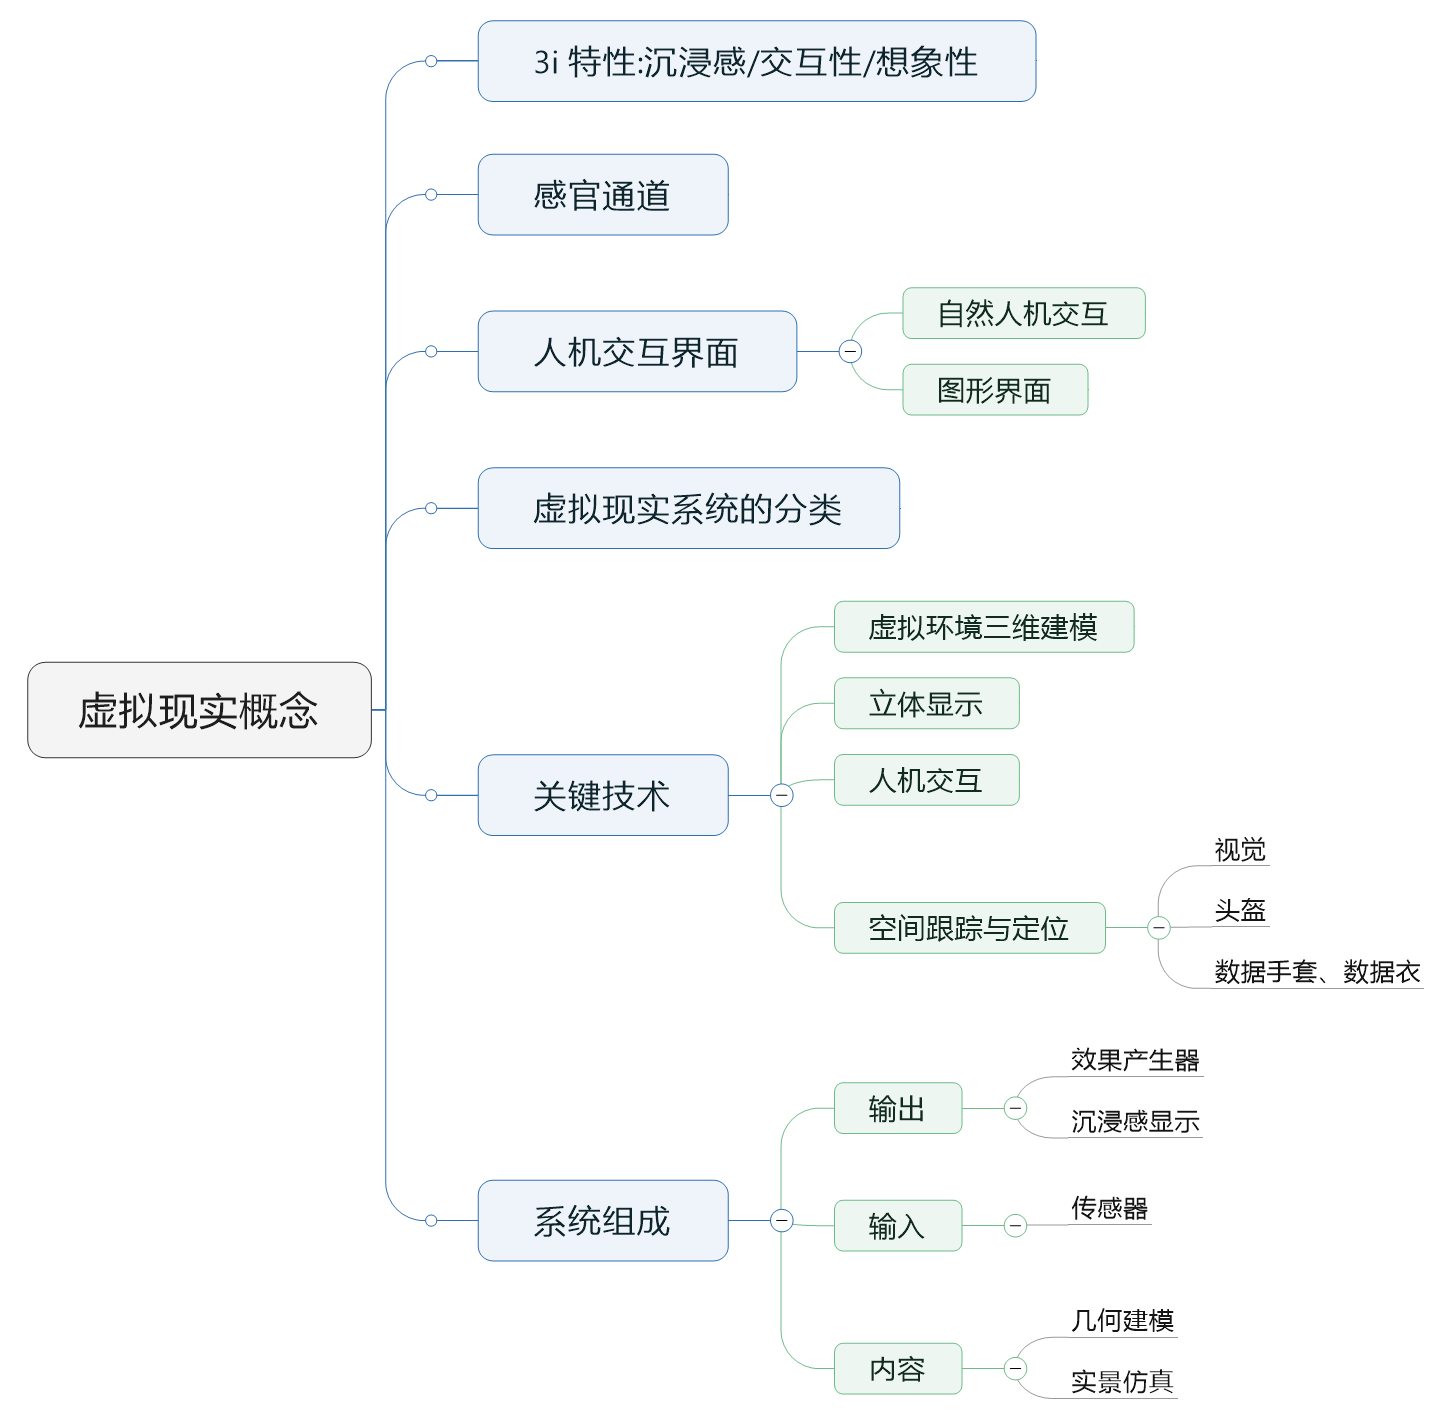 3i 特性:沉浸感/交互性/想象性
感官通道
人机交互界面
自然人机交互
图形界面
虚拟现实系统的分类
虚拟现实概念
关键技术
虚拟环境三维建模
立体显示
人机交互
空间跟踪与定位
视觉
头盔
数据手套、数据衣
系统组成
输出
效果产生器
沉浸感显示
输入
传感器
内容
几何建模
实景仿真